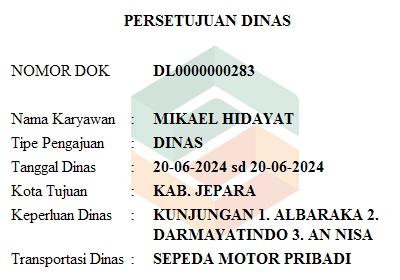 PERSETUJUAN DINAS
NOMOR DOK DL0000000283
Nama Karyawan : MIKAEL HIDAYAT
Tipe Pengajuan : DINAS
Tanggal Dinas : 20-06-2024 sd 20-06-2024
Kota Tujuan : KAB. JEPARA
Keperluan Dinas : KUNJUNGAN 1. ALBARAKA 2.
DARMAYATINDO 3. AN NISA
Transportasi Dinas : SEPEDA MOTOR PRIBADI